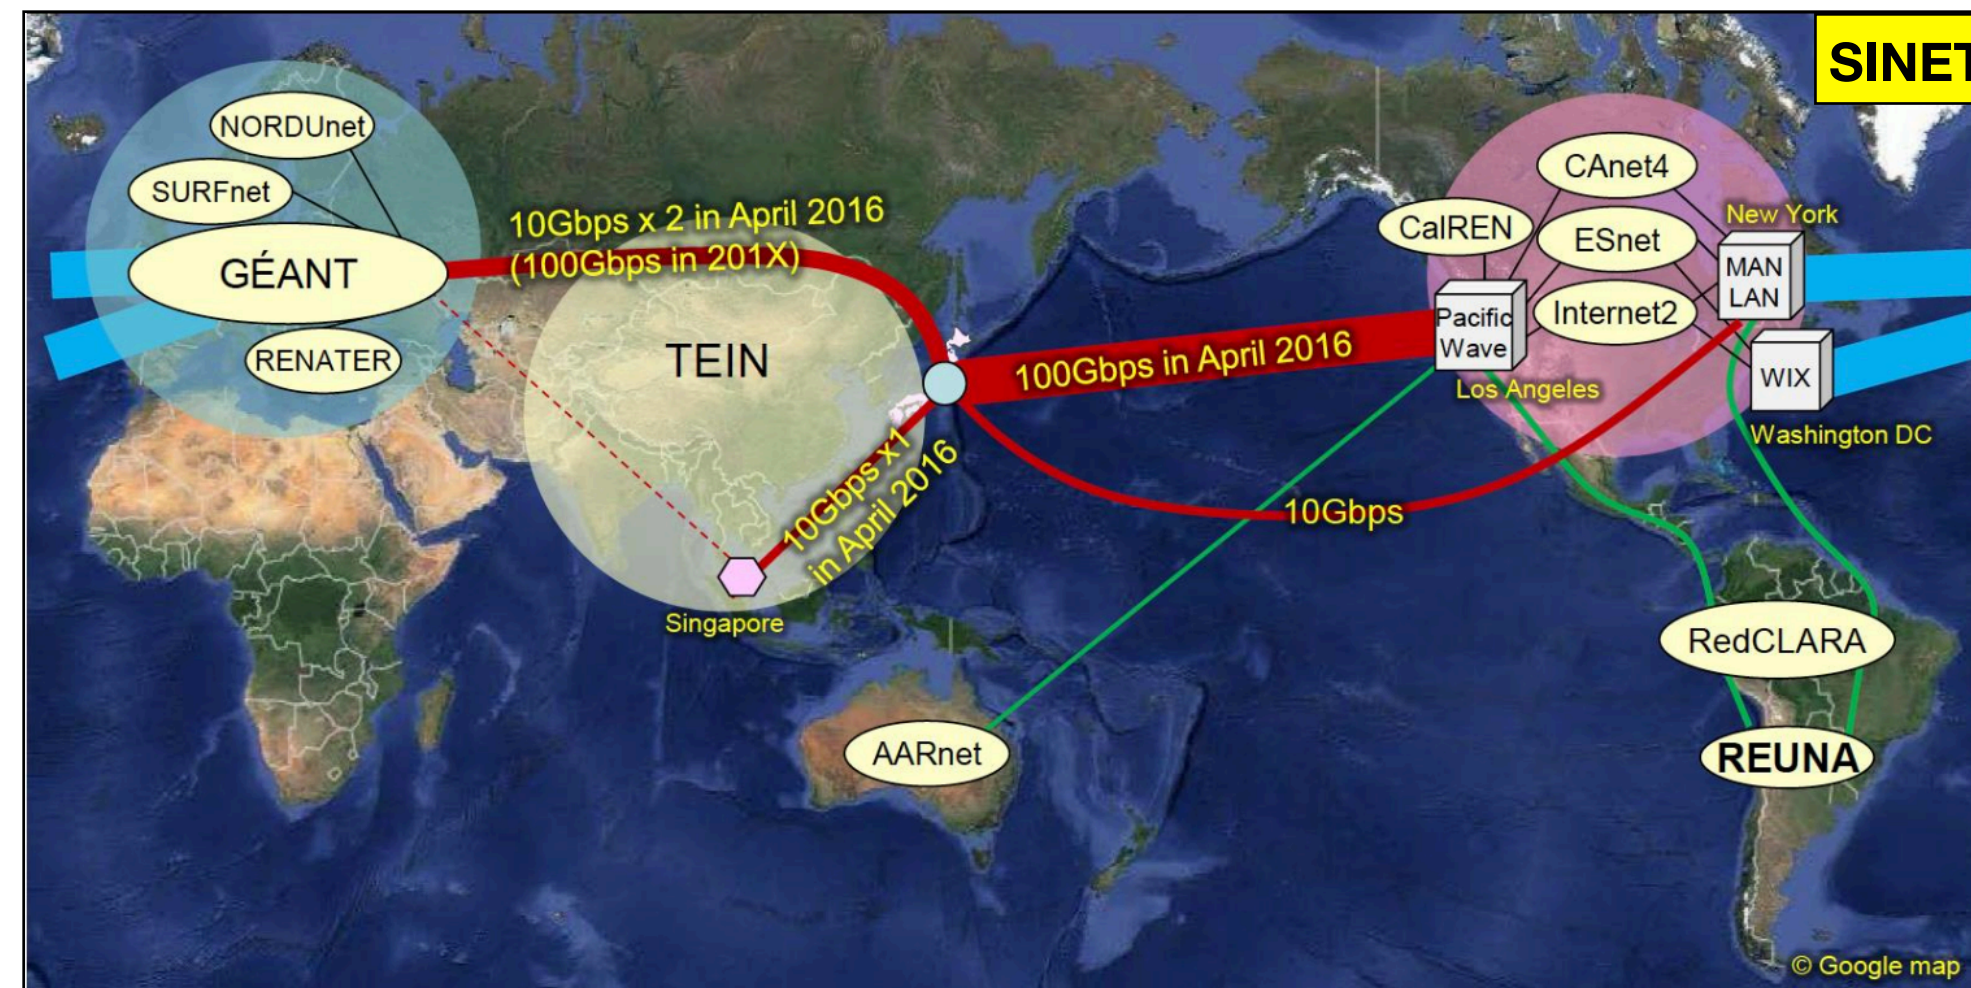 SINET
NORDUnet
SURFnet
GÉANT
RENATER
10Gbps x 2 in April 2016
(100Gbps in 201X)
TEIN
10Gbps x1
in April 2016
Singapore
100Gbps in April 2016
10Gbps
CAnet4
CalREN
ESnet
Internet2
New York
MAN
LAN
Pacific
Wave
Los Angeles
WIX
Washington DC
AARnet
RedCLARA
REUNA
© Google map